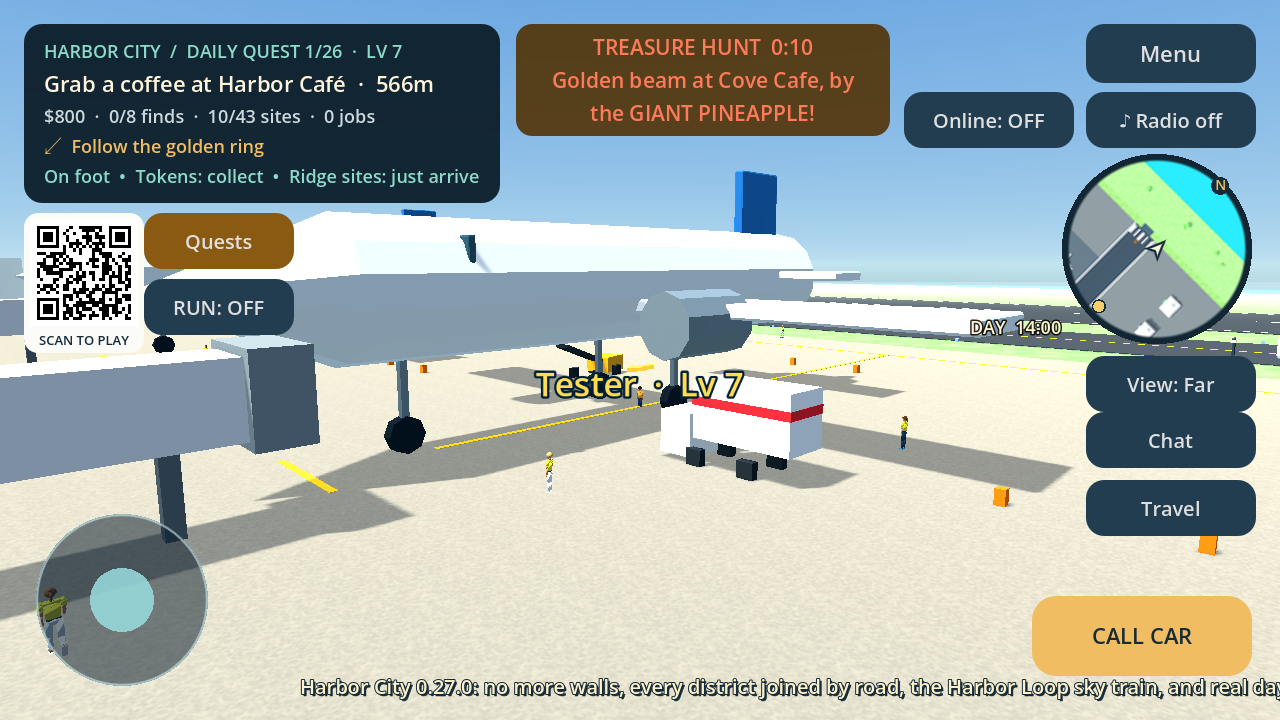 HARBOR CITY / DAILY QUEST 1/26 · LV 7
Grab a coffee at Harbor Café · 566m
$800 · 0/8 finds · 10/43 sites · 0 jobs
↙ Follow the golden ring
On foot • Tokens: collect • Ridge sites: just arrive
TREASURE HUNT 0:10
Golden beam at Cove Cafe, by
the GIANT PINEAPPLE!
Menu
Online: OFF
♪ Radio off
N
SCAN TO PLAY
Quests
RUN: OFF
DAY 14:00
Tester · Lv 7
View: Far
Chat
Travel
CALL CAR
Harbor City 0.27.0: no more walls, every district joined by road, the Harbor Loop sky train, and real day